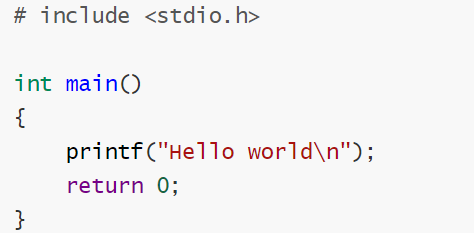 # include <stdio.h>

int main()
{
    printf("Hello world\n");
    return 0;
}